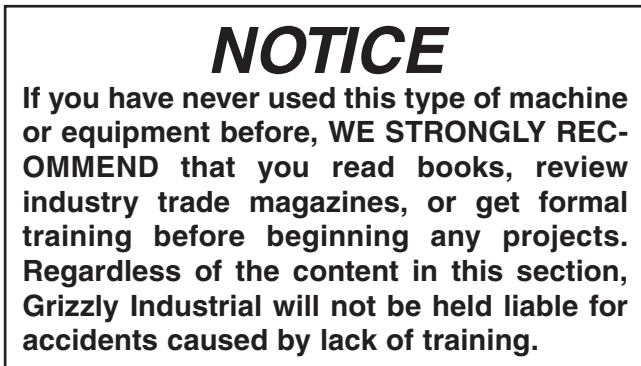 NOTICE
If you have never used this type of machine
or equipment before, WE STRONGLY REC-
OMMEND that you read books, review
industry trade magazines, or get formal
training before beginning any projects.
Regardless of the content in this section,
Grizzly Industrial will not be held liable for
accidents caused by lack of training.